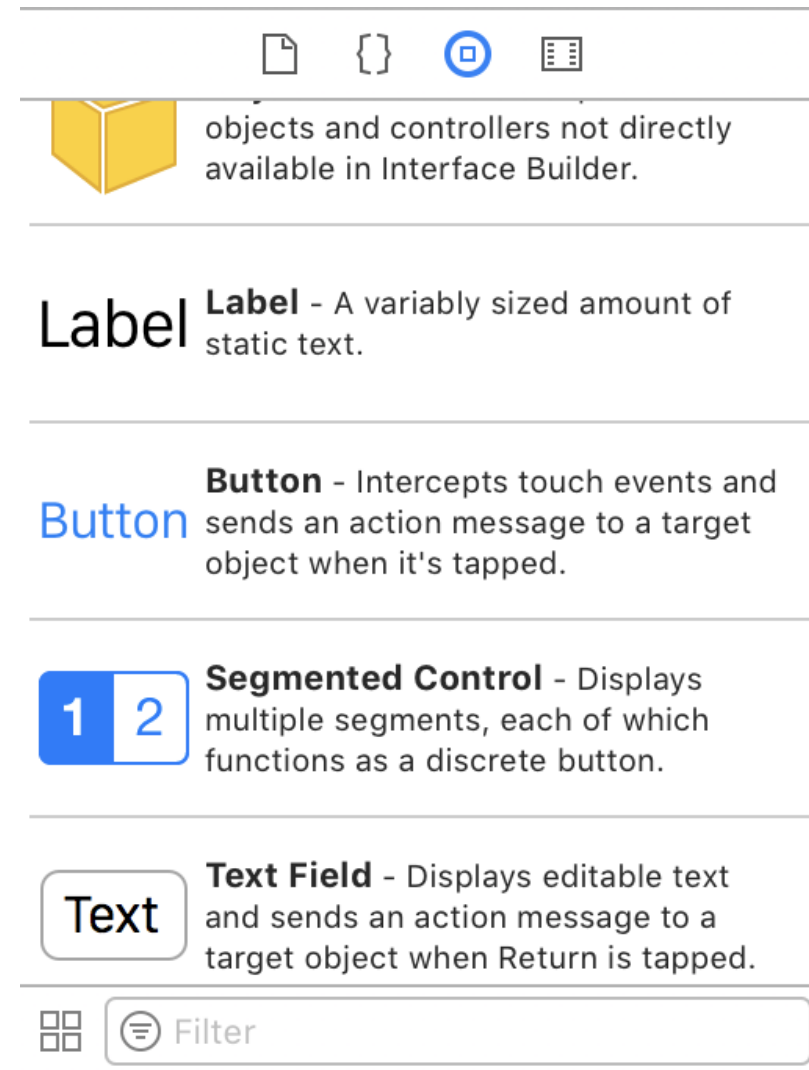 objects and controllers not directly
available in Interface Builder.
Label
Label - A variably sized amount of
static text.
Button
Button - Intercepts touch events and
sends an action message to a target
object when it's tapped.
1 2
Segmented Control - Displays
multiple segments, each of which
functions as a discrete button.
Text
Text Field - Displays editable text
and sends an action message to a
target object when Return is tapped.
Filter